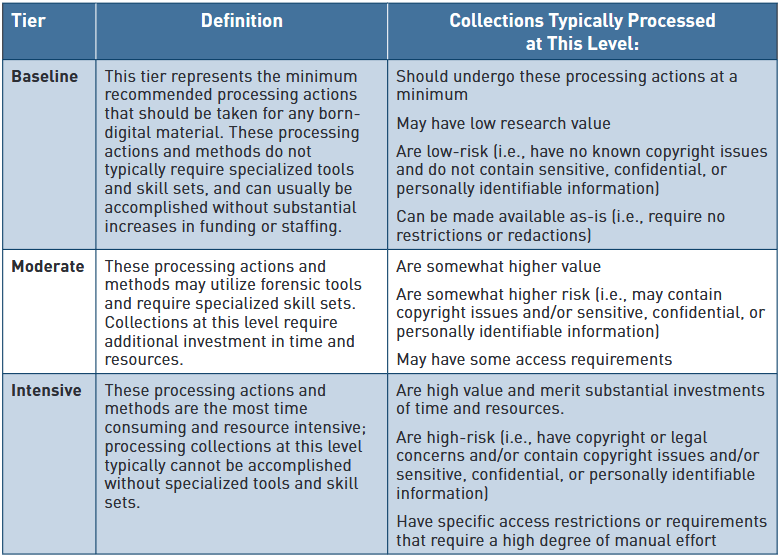 Tier
Definition
Collections Typically Processed
at This Level:
Baseline
This tier represents the minimum
recommended processing actions
that should be taken for any born-
digital material. These processing
actions and methods do not
typically require specialized tools
and skill sets, and can usually be
accomplished without substantial
increases in funding or staffing.
Should undergo these processing actions at a
minimum
May have low research value
Are low-risk (i.e., have no known copyright issues
and do not contain sensitive, confidential, or
personally identifiable information)
Can be made available as-is (i.e., require no
restrictions or redactions)
Moderate
These processing actions and
methods may utilize forensic tools
and require specialized skill sets.
Collections at this level require
additional investment in time and
resources.
Are somewhat higher value
Are somewhat higher risk (i.e., may contain
copyright issues and/or sensitive, confidential, or
personally identifiable information)
May have some access requirements
Intensive
These processing actions and
methods are the most time
consuming and resource intensive;
processing collections at this level
typically cannot be accomplished
without specialized tools and skill
sets.
Are high value and merit substantial investments
of time and resources.
Are high-risk (i.e., have copyright or legal
concerns and/or contain copyright issues and/or
sensitive, confidential, or personally identifiable
information)
Have specific access restrictions or requirements
that require a high degree of manual effort